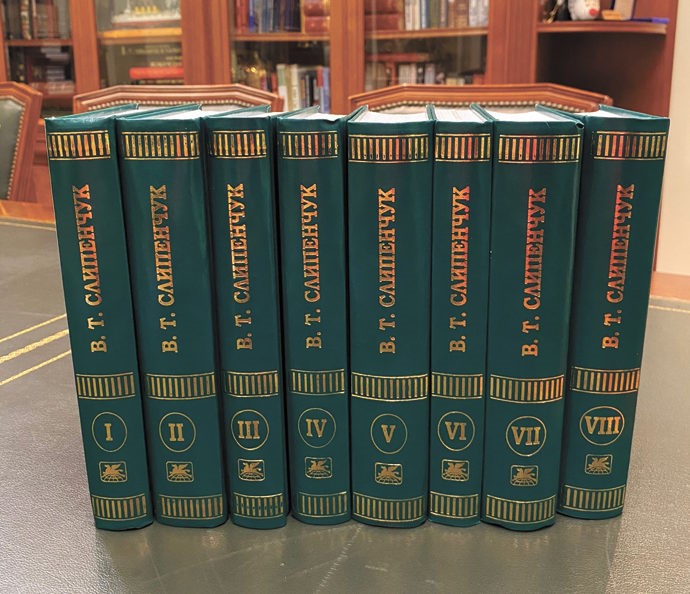 В. Т. СЛИПЕНЧУК
I
В. Т. СЛИПЕНЧУК
II
В. Т. СЛИПЕНЧУК
III
В. Т. СЛИПЕНЧУК
IV
В. Т. СЛИПЕНЧУК
V
В. Т. СЛИПЕНЧУК
VI
В. Т. СЛИПЕНЧУК
VII
В. Т. СЛИПЕНЧУК
VIII